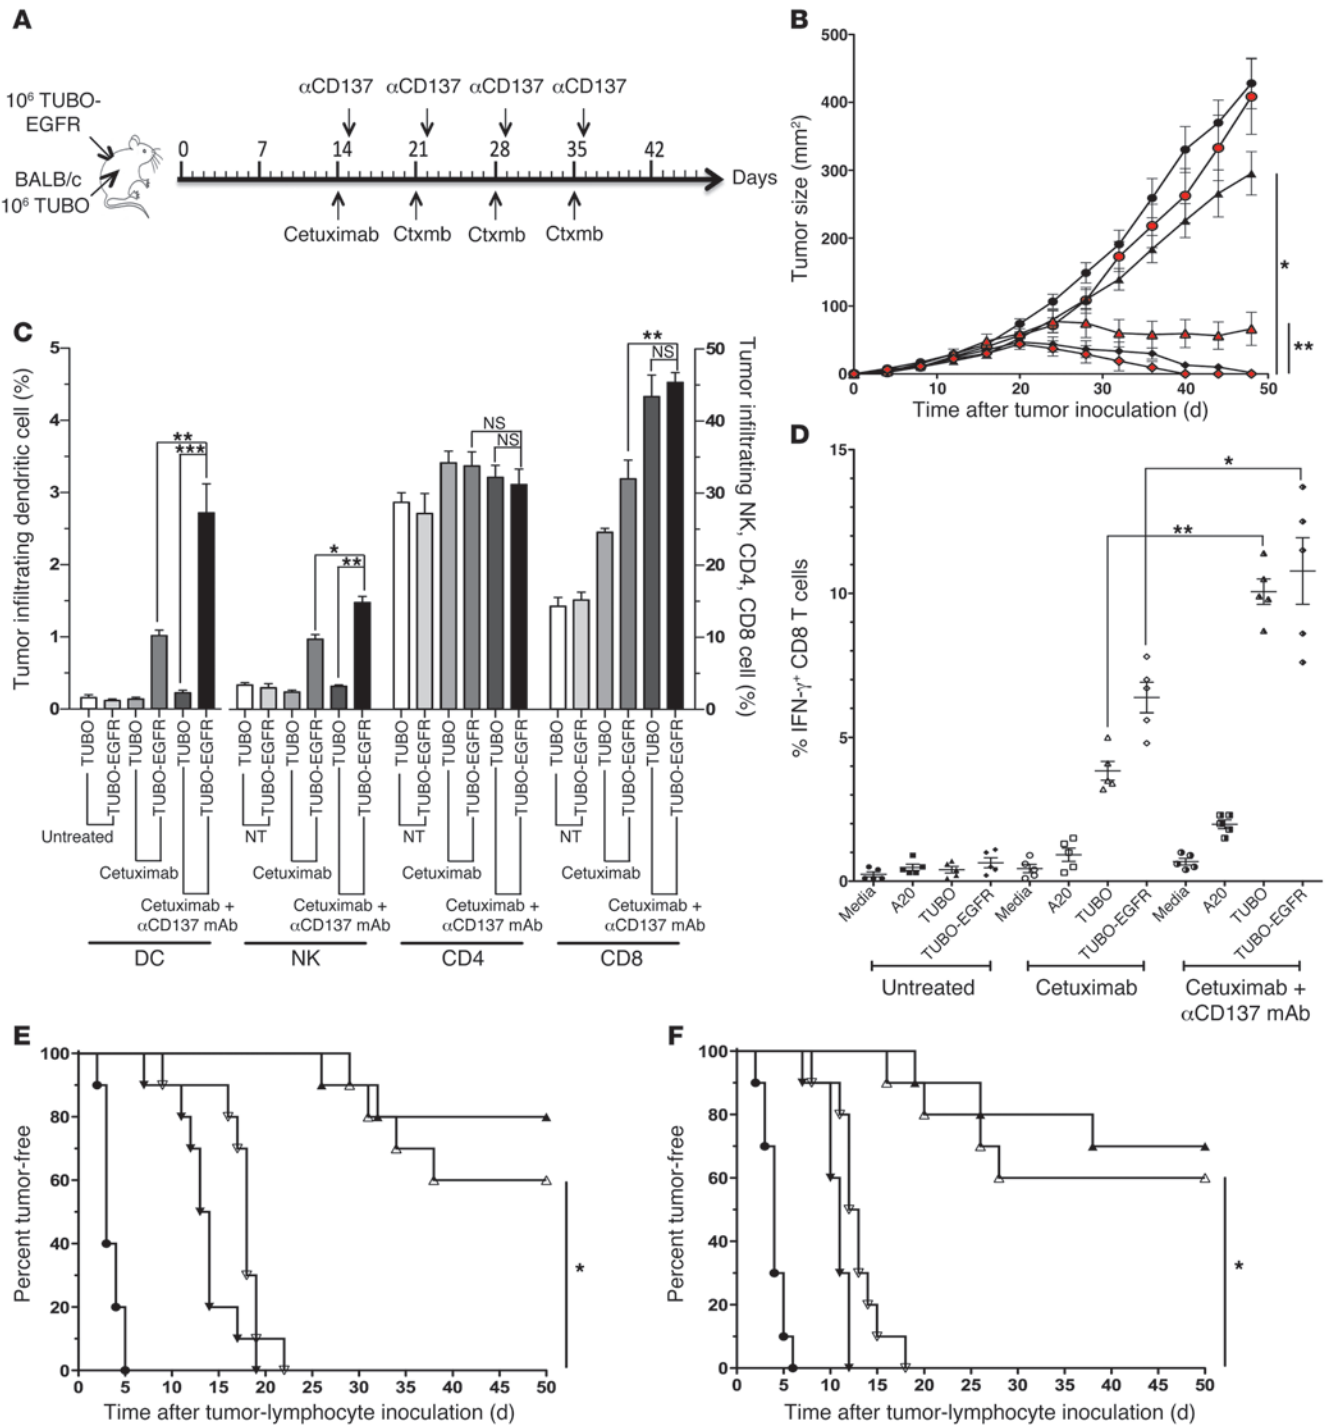 A
10⁶ TUBO-
EGFR
BALB/c
10⁶ TUBO
αCD137 αCD137 αCD137 αCD137
0 7 14 21 28 35 42
Days
Cetuximab Ctxmb Ctxmb Ctxmb
B
Tumor size (mm²)
500
400
300
200
100
0
0 10 20 30 40 50
Time after tumor inoculation (d)
*
**
C
Tumor infiltrating dendritic cell (%)
5
4
3
2
1
0
** *** * ** NS NS ** NS
50
40
30
20
10
0
Tumor infiltrating NK, CD4, CD8 cell (%)
TUBO TUBO-EGFR TUBO TUBO-EGFR TUBO TUBO-EGFR TUBO TUBO-EGFR TUBO TUBO-EGFR TUBO TUBO-EGFR TUBO TUBO-EGFR TUBO TUBO-EGFR TUBO TUBO-EGFR TUBO TUBO-EGFR TUBO TUBO-EGFR TUBO TUBO-EGFR
Untreated NT NT NT
Cetuximab Cetuximab Cetuximab Cetuximab
Cetuximab + Cetuximab + Cetuximab + Cetuximab +
αCD137 mAb αCD137 mAb αCD137 mAb αCD137 mAb
DC NK CD4 CD8
D
% IFN-γ⁺ CD8 T cells
15
10
5
0
*
**
Media A20 TUBO TUBO-EGFR Media A20 TUBO TUBO-EGFR Media A20 TUBO TUBO-EGFR
Untreated Cetuximab Cetuximab +
αCD137 mAb
E
Percent tumor-free
100
80
60
40
20
0
0 5 10 15 20 25 30 35 40 45 50
Time after tumor-lymphocyte inoculation (d)
*
F
Percent tumor-free
100
80
60
40
20
0
0 5 10 15 20 25 30 35 40 45 50
Time after tumor-lymphocyte inoculation (d)
*